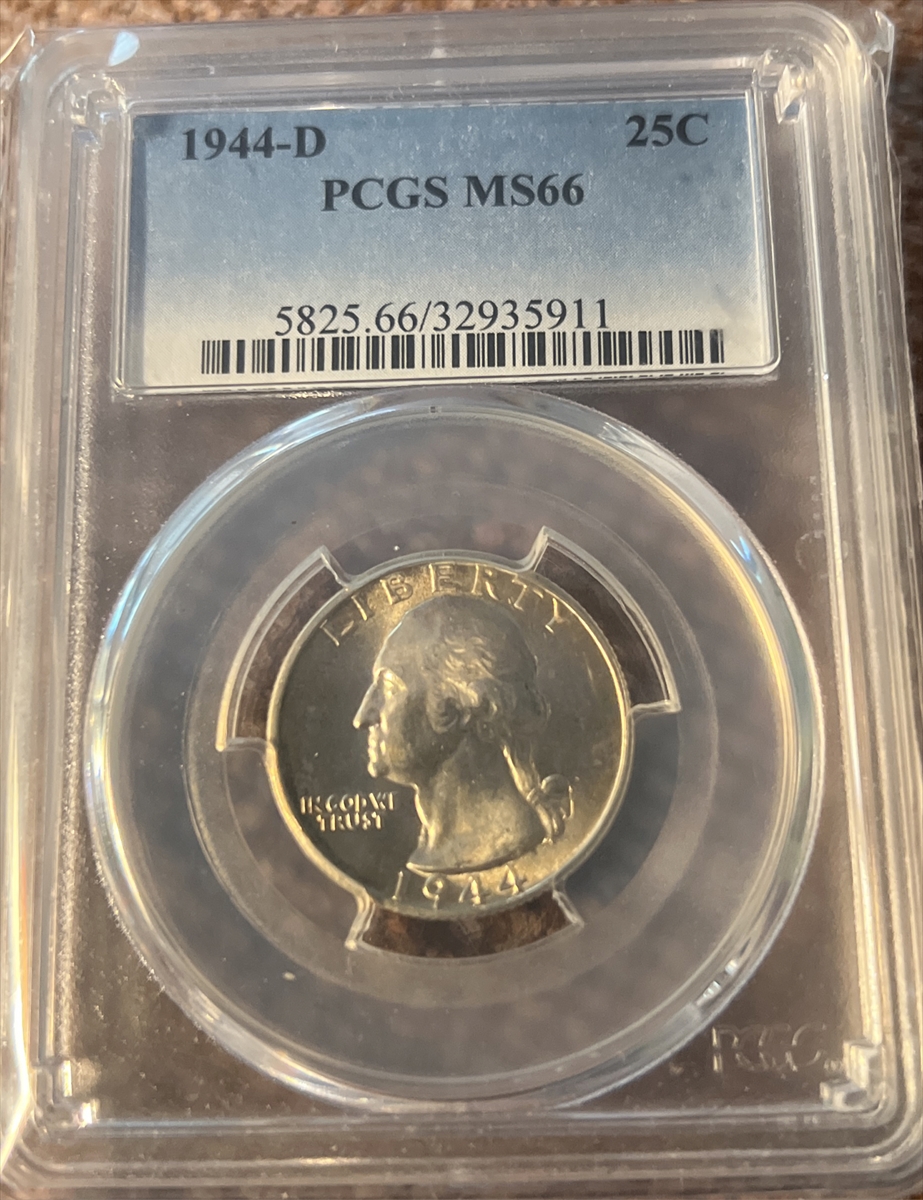 1944-D 25C
PCGS MS66
5825.66/32935911
LIBERTY
IN GOD WE
TRUST
1944
PCGS